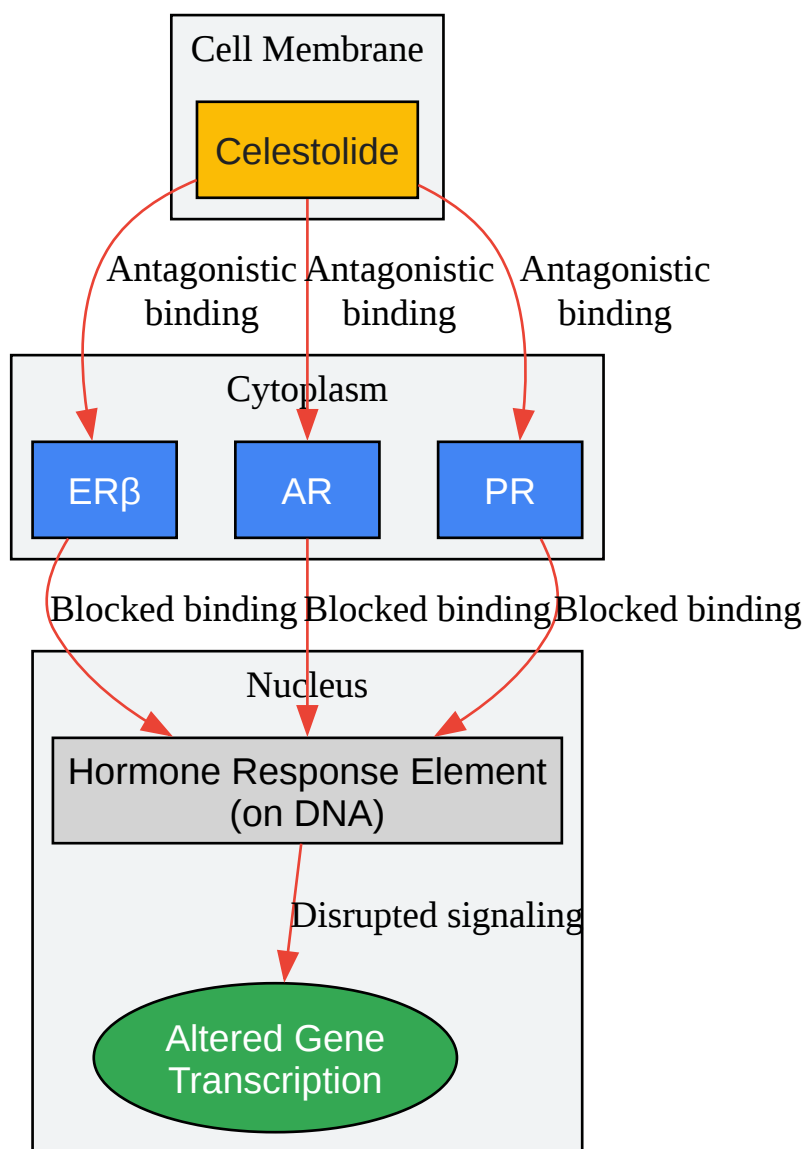 Cell Membrane
Celestolide
Antagonistic
binding
Antagonistic
binding
Antagonistic
binding
Cytoplasm
ERβ
AR
PR
Blocked binding
Blocked binding
Blocked binding
Nucleus
Hormone Response Element
(on DNA)
Disrupted signaling
Altered Gene
Transcription